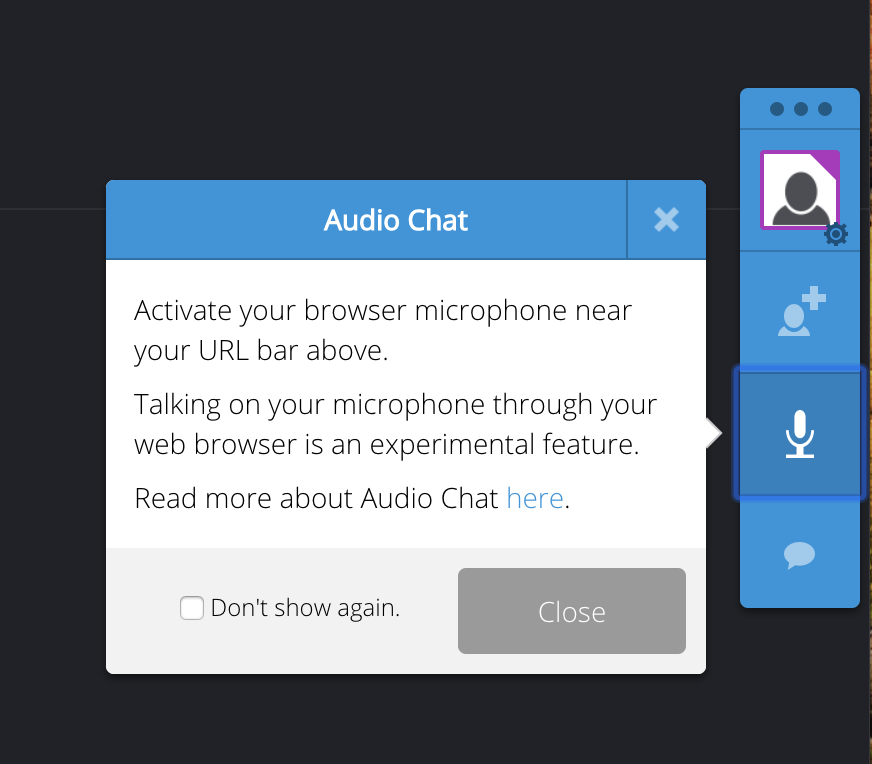 Audio Chat
Activate your browser microphone near
your URL bar above.
Talking on your microphone through your
web browser is an experimental feature.
Read more about Audio Chat here.
Don't show again.
Close